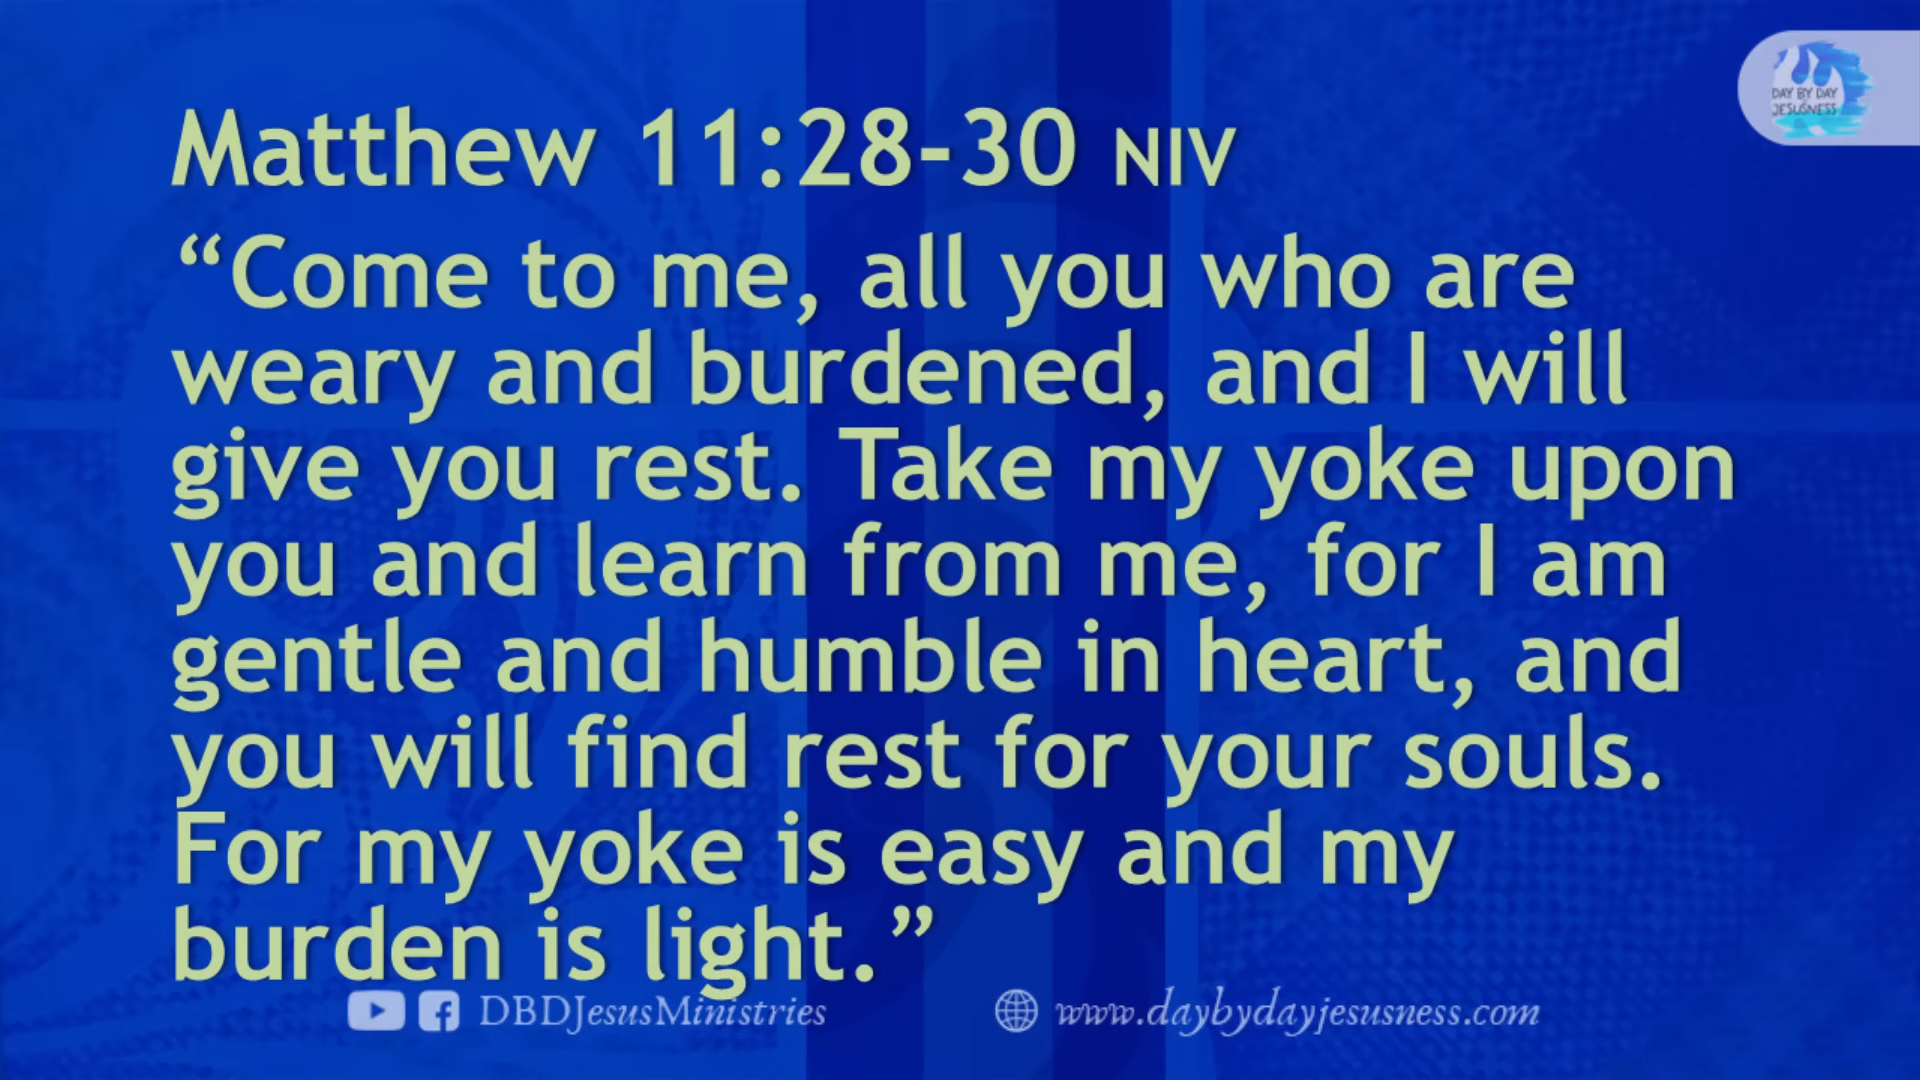 DAY BY DAY
JESUSNESS
Matthew 11:28-30 NIV
“Come to me, all you who are
weary and burdened, and I will
give you rest. Take my yoke upon
you and learn from me, for I am
gentle and humble in heart, and
you will find rest for your souls.
For my yoke is easy and my
burden is light.”
DBDJesusMinistries
www.daybydayjesusness.com